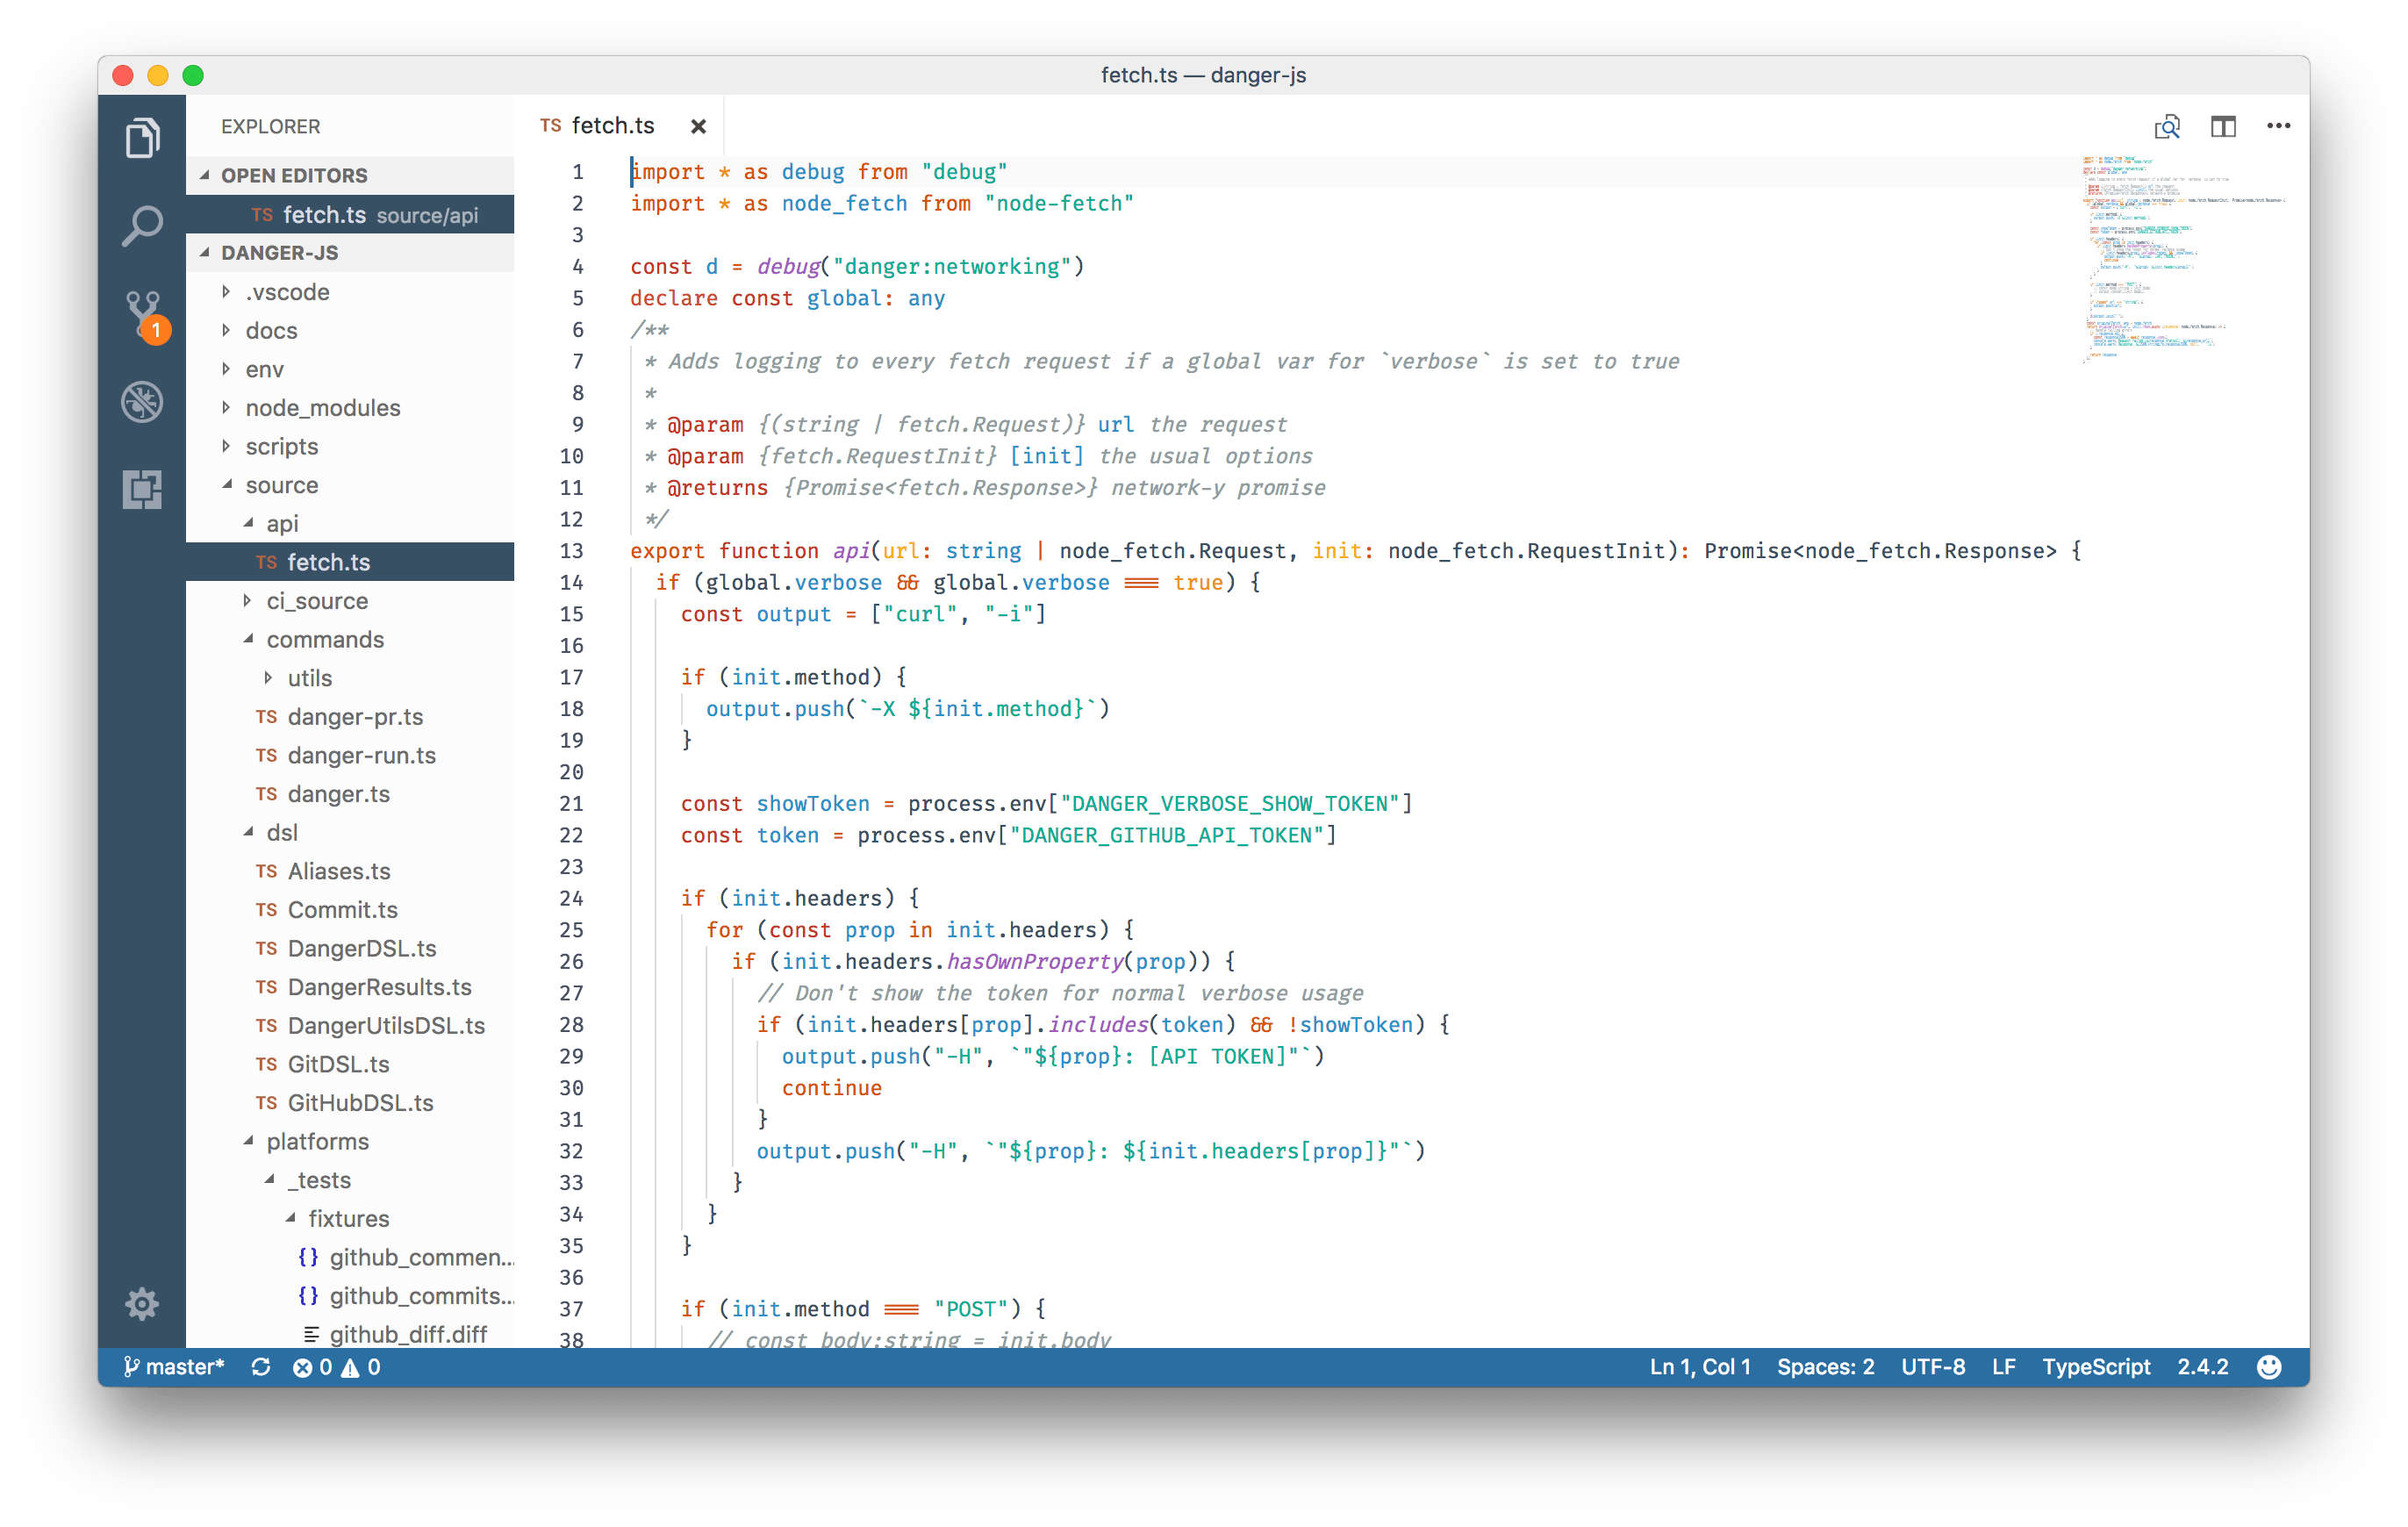 fetch.ts — danger-js
EXPLORER
OPEN EDITORS
TS fetch.ts source/api
DANGER-JS
.vscode
docs
env
node_modules
scripts
source
api
TS fetch.ts
ci_source
commands
utils
TS danger-pr.ts
TS danger-run.ts
TS danger.ts
dsl
TS Aliases.ts
TS Commit.ts
TS DangerDSL.ts
TS DangerResults.ts
TS DangerUtilsDSL.ts
TS GitDSL.ts
TS GitHubDSL.ts
platforms
_tests
fixtures
{} github_commen...
{} github_commits...
github_diff.diff
1
TS fetch.ts ×
1 import * as debug from "debug"
2 import * as node_fetch from "node-fetch"
3
4 const d = debug("danger:networking")
5 declare const global: any
6 /**
7 * Adds logging to every fetch request if a global var for `verbose` is set to true
8 *
9 * @param {(string | fetch.Request)} url the request
10 * @param {fetch.RequestInit} [init] the usual options
11 * @returns {Promise<fetch.Response>} network-y promise
12 */
13 export function api(url: string | node_fetch.Request, init: node_fetch.RequestInit): Promise<node_fetch.Response> {
14 if (global.verbose && global.verbose === true) {
15 const output = ["curl", "-i"]
16
17 if (init.method) {
18 output.push(`-X ${init.method}`)
19 }
20
21 const showToken = process.env["DANGER_VERBOSE_SHOW_TOKEN"]
22 const token = process.env["DANGER_GITHUB_API_TOKEN"]
23
24 if (init.headers) {
25 for (const prop in init.headers) {
26 if (init.headers.hasOwnProperty(prop)) {
27 // Don't show the token for normal verbose usage
28 if (init.headers[prop].includes(token) && !showToken) {
29 output.push("-H", `"${prop}: [API TOKEN]"`)
30 continue
31 }
32 output.push("-H", `"${prop}: ${init.headers[prop]}"`)
33 }
34 }
35 }
36
37 if (init.method === "POST") {
38 // const body:string = init.body
master* 0 0
Ln 1, Col 1 Spaces: 2 UTF-8 LF TypeScript 2.4.2